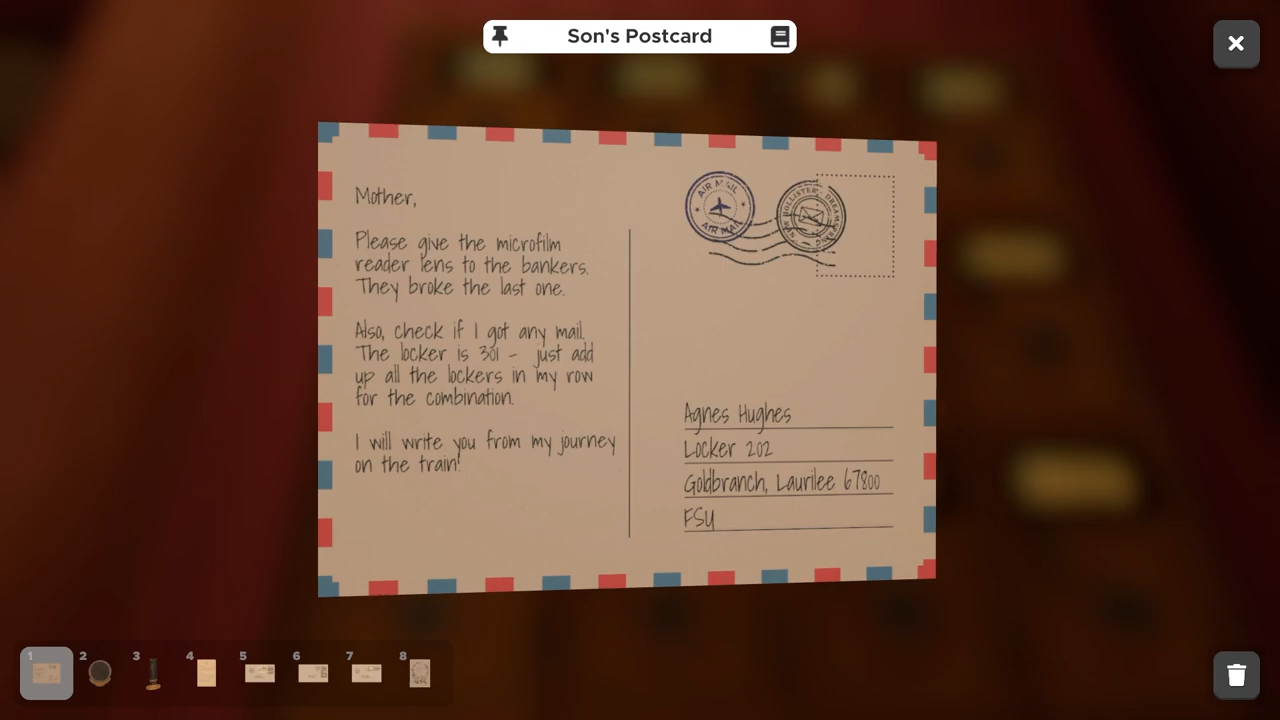 Son's Postcard
Mother,
Please give the microfilm
reader lens to the bankers.
They broke the last one.
Also, check if I got any mail.
The locker is 301 - just add
up all the lockers in my row
for the combination.
I will write you from my journey
on the train!
AIR MAIL
AIR MAIL
NEW HOLLISTER
DREAMSPRING
Agnes Hughes
Locker 202
Goldbranch, Laurilee 67800
FSU
1 2 3 4 5 6 7 8